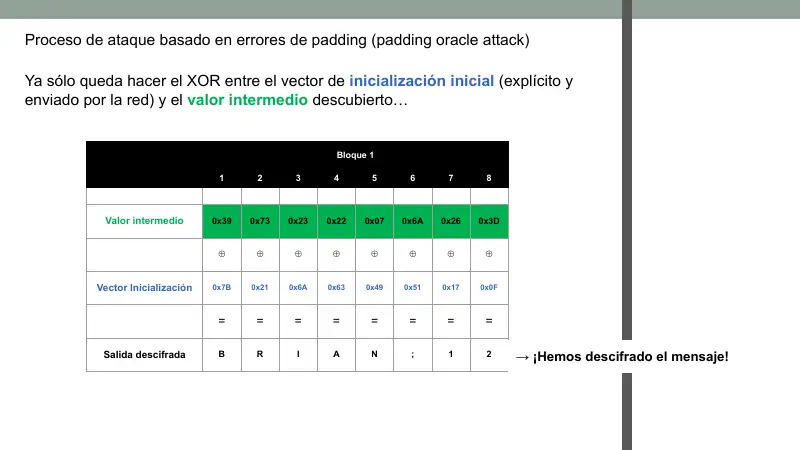 Proceso de ataque basado en errores de padding (padding oracle attack)
Ya sólo queda hacer el XOR entre el vector de inicialización inicial (explícito y
enviado por la red) y el valor intermedio descubierto…
Bloque 1
1 2 3 4 5 6 7 8
Valor intermedio 0x39 0x73 0x23 0x22 0x07 0x6A 0x26 0x3D
⊕ ⊕ ⊕ ⊕ ⊕ ⊕ ⊕ ⊕
Vector Inicialización 0x7B 0x21 0x6A 0x63 0x49 0x51 0x17 0x0F
= = = = = = = =
Salida descifrada B R I A N ; 1 2
→ ¡Hemos descifrado el mensaje!